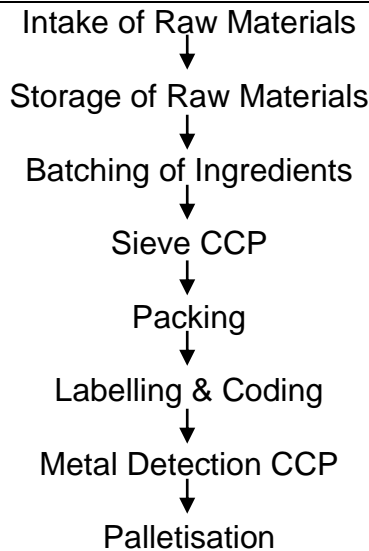 Intake of Raw Materials
Storage of Raw Materials
Batching of Ingredients
Sieve CCP
Packing
Labelling & Coding
Metal Detection CCP
Palletisation